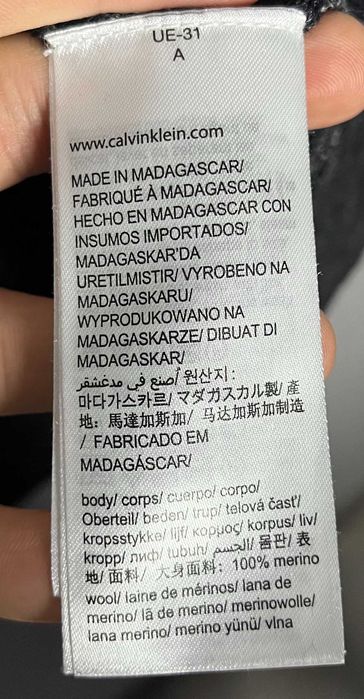 UE-31
A
www.calvinklein.com
MADE IN MADAGASCAR/
FABRIQUÉ À MADAGASCAR/
HECHO EN MADAGASCAR CON
INSUMOS IMPORTADOS/
MADAGASKAR'DA
URETILMISTIR/ VYROBENO NA
MADAGASKARU/
WYPRODUKOWANO NA
MADAGASKARZE/ DIBUAT DI
MADAGASKAR/
صنع في مدغشقر/ 원산지 :
마다가스카르/ マダガスカル製/ 產
地: 馬達加斯加/ 马达加斯加制造
/ FABRICADO EM
MADAGÁSCAR/
body/ corps/ cuerpo/ corpo/
Oberteil/ beden/ trup/ telová časť/
kropsstykke/ lijf/ κορμος/ korpus/ liv/
kropp/ лиф/ tubuh/ الجسم/ 몸판/ 表
地/ 面料/ 大身面料: 100% merino
wool/ laine de mérinos/ lana de
merino/ lã de merino/ merinowolle/
lana merino/ merino yünü/ vlna